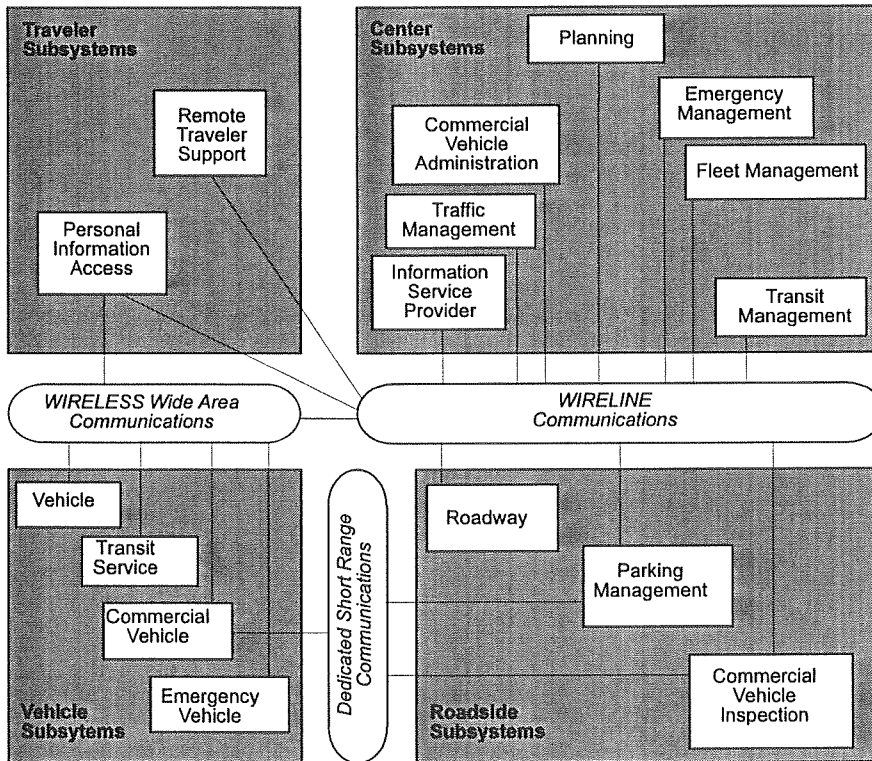 Traveler
Subsystems
Remote
Traveler
Support
Personal
Information
Access
Center
Subsystems
Planning
Emergency
Management
Commercial
Vehicle
Administration
Fleet Management
Traffic
Management
Information
Service
Provider
Transit
Management
WIRELESS Wide Area
Communications
WIRELINE
Communications
Vehicle
Transit
Service
Commercial
Vehicle
Emergency
Vehicle
Vehicle
Subsytems
Dedicated Short Range
Communications
Roadway
Parking
Management
Commercial
Vehicle
Inspection
Roadside
Subsystems